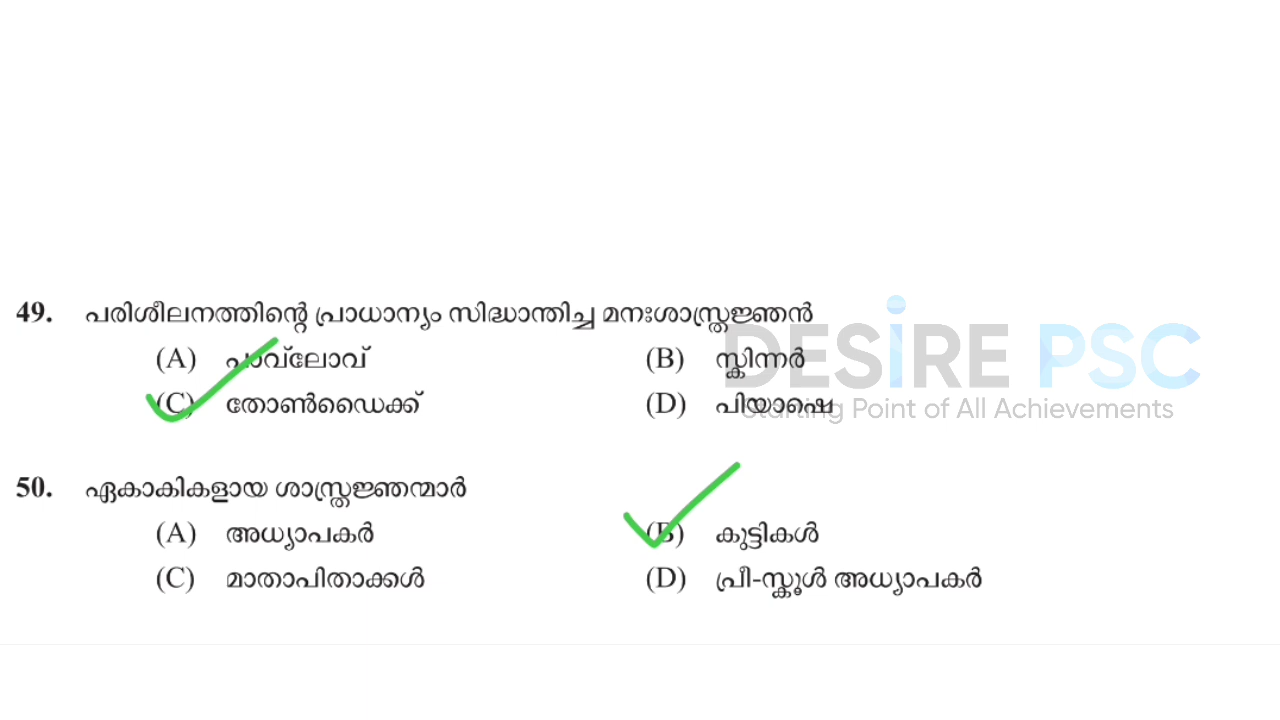 49. പരിശീലനത്തിന്റെ പ്രാധാന്യം സിദ്ധാന്തിച്ച മനഃശാസ്ത്രജ്ഞൻ
(A) പാവ്ലോവ് (B) സ്കിന്നർ
(C) തോൺഡൈക്ക് (D) പിയാഷെ
DESIRE PSC
Starting Point of All Achievements
50. ഏകാകികളായ ശാസ്ത്രജ്ഞന്മാർ
(A) അധ്യാപകർ (B) കുട്ടികൾ
(C) മാതാപിതാക്കൾ (D) പ്രീ-സ്കൂൾ അധ്യാപകർ